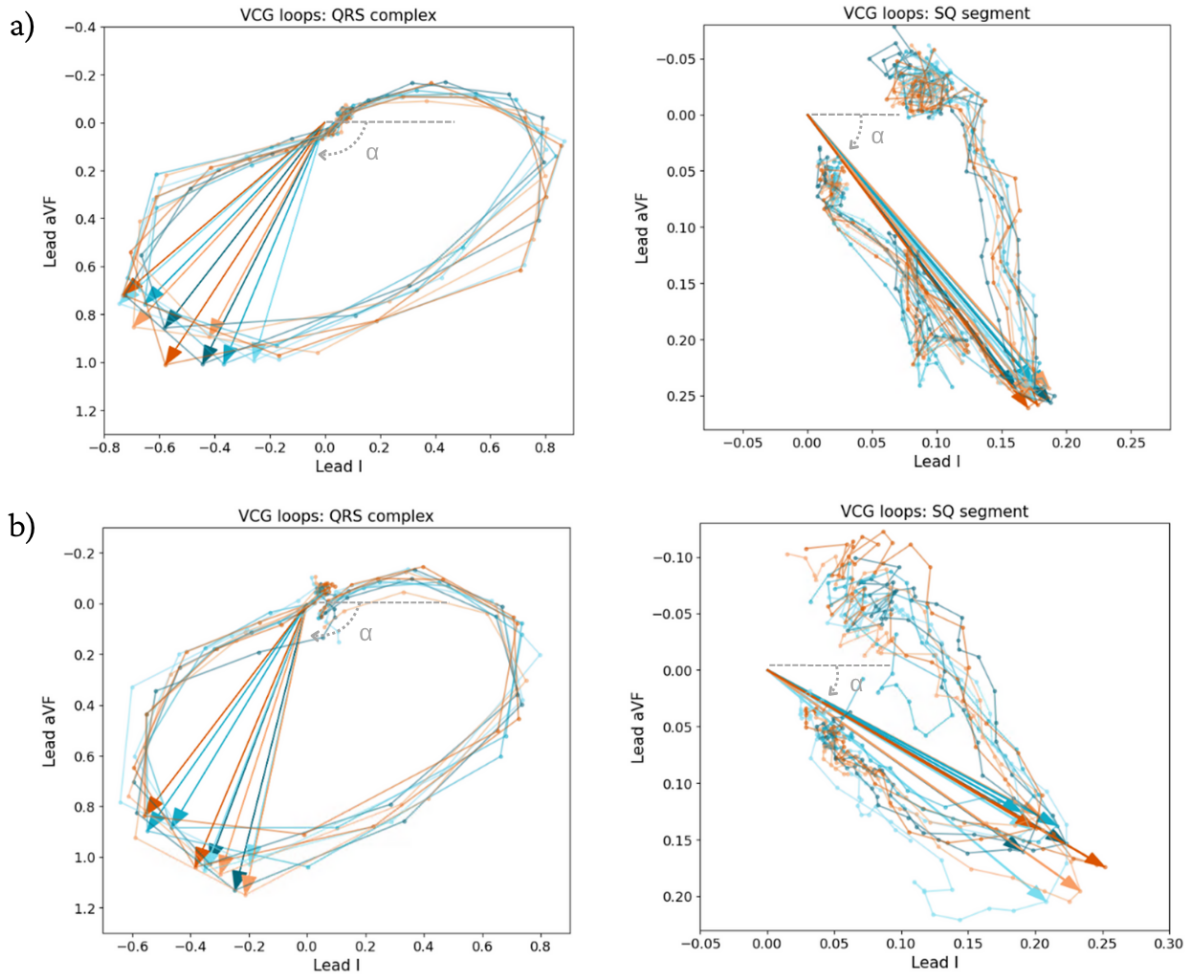 a)
VCG loops: QRS complex
−0.4
−0.2
0.0
0.2
0.4
0.6
0.8
1.0
1.2
Lead aVF
α
−0.8 −0.6 −0.4 −0.2 0.0 0.2 0.4 0.6 0.8
Lead I
VCG loops: SQ segment
−0.05
0.00
0.05
0.10
0.15
0.20
0.25
Lead aVF
α
−0.05 0.00 0.05 0.10 0.15 0.20 0.25
Lead I
b)
VCG loops: QRS complex
−0.2
0.0
0.2
0.4
0.6
0.8
1.0
1.2
Lead aVF
α
−0.6 −0.4 −0.2 0.0 0.2 0.4 0.6 0.8
Lead I
VCG loops: SQ segment
−0.10
−0.05
0.00
0.05
0.10
0.15
0.20
Lead aVF
α
−0.05 0.00 0.05 0.10 0.15 0.20 0.25 0.30
Lead I